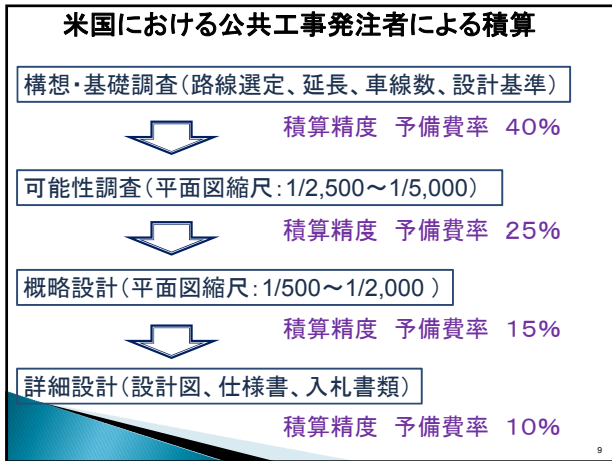 米国における公共工事発注者による積算
構想・基礎調査(路線選定、延長、車線数、設計基準)
積算精度 予備費率 40%
可能性調査(平面図縮尺:1/2,500~1/5,000)
積算精度 予備費率 25%
概略設計(平面図縮尺:1/500~1/2,000 )
積算精度 予備費率 15%
詳細設計(設計図、仕様書、入札書類)
積算精度 予備費率 10%
9